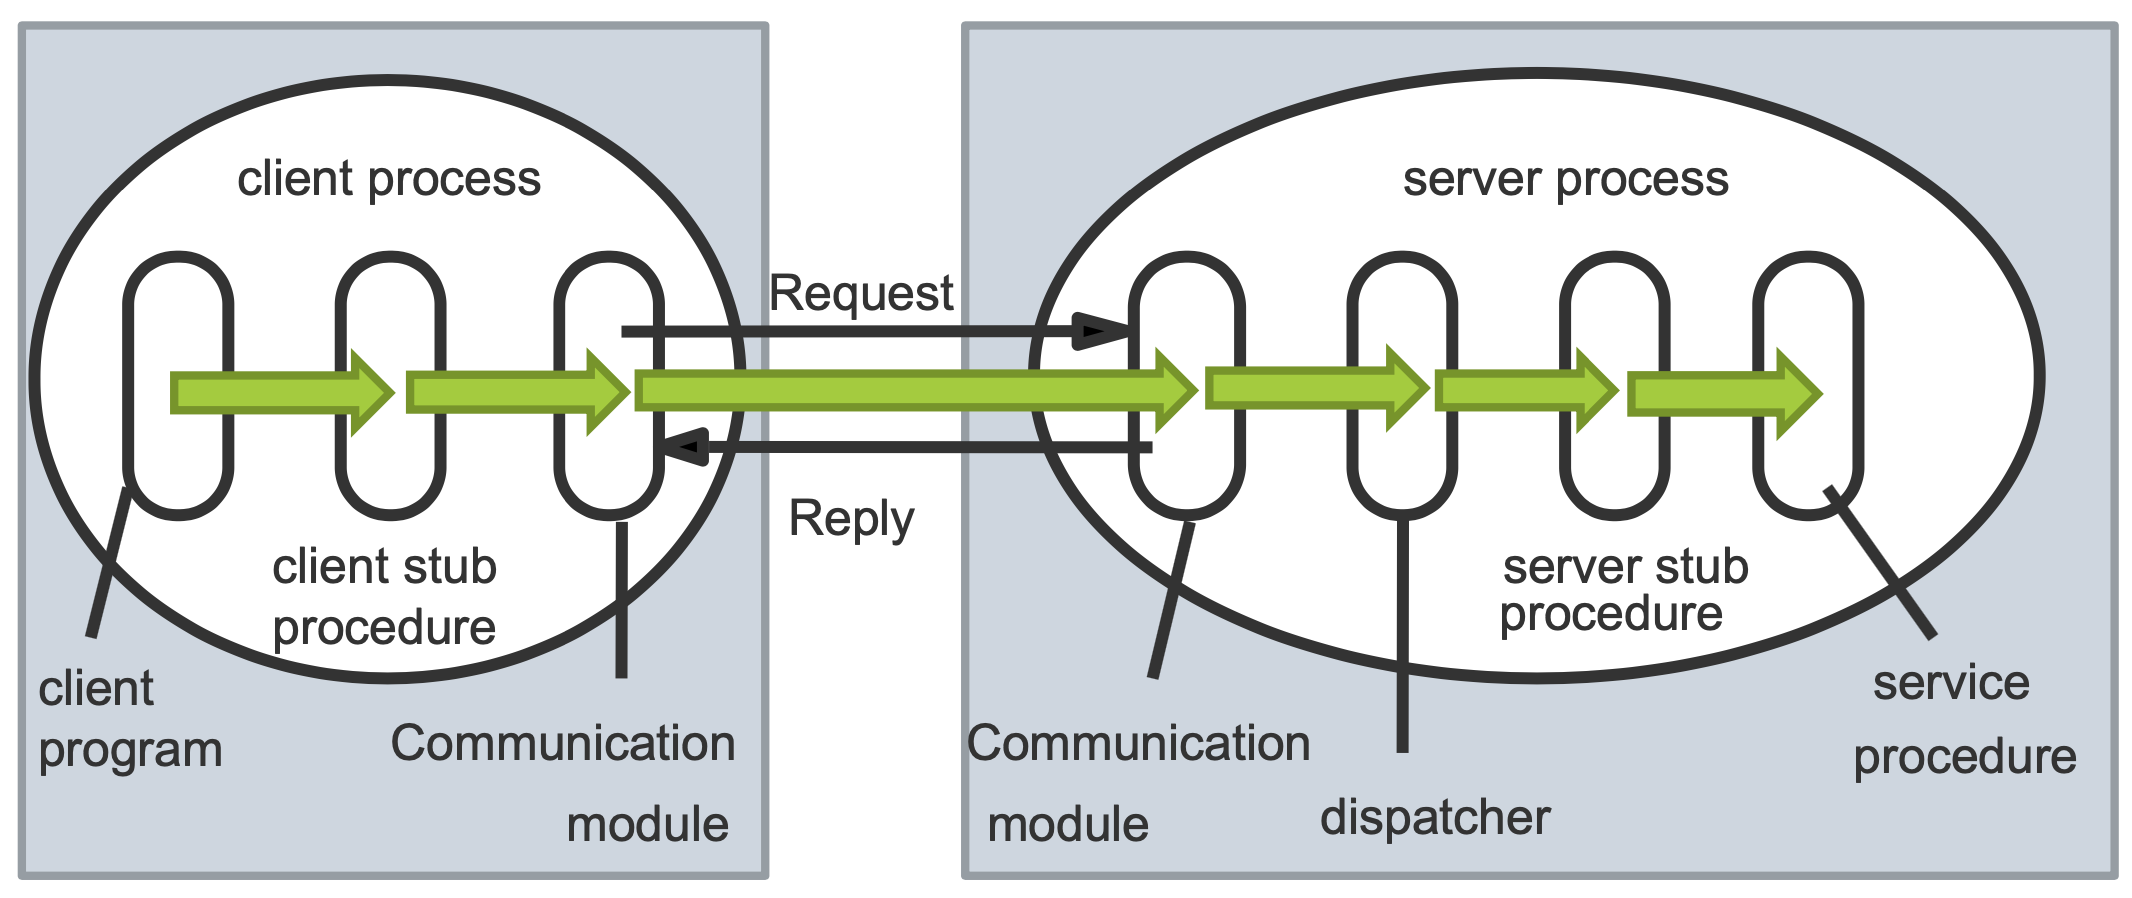 client process
server process
Request
Reply
client stub
procedure
server stub
procedure
client
program
Communication
module
Communication
module
dispatcher
service
procedure